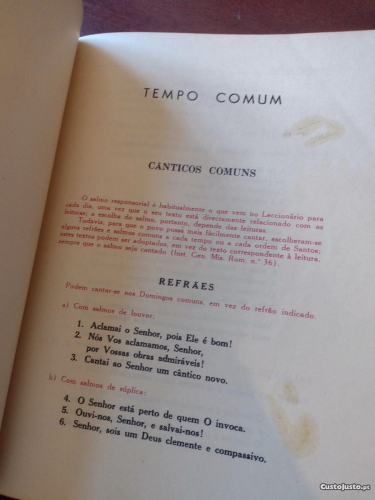 TEMPO COMUM
CÂNTICOS COMUNS
O salmo responsorial é habitualmente o que vem no Leccionário para
cada dia, uma vez que o seu texto está directamente relacionado com as
leituras; a escolha do salmo, portanto, depende das leituras.
Todavia, para que o povo possa mais fàcilmente cantar, escolheram-se
alguns refrães e salmos comuns a cada tempo ou a cada ordem de Santos;
estes textos podem ser adoptados, em vez do texto correspondente à leitura,
sempre que o salmo seja cantado (Inst. Gen. Mis. Rom. n.º 36).
REFRÃES
Podem cantar-se nos Domingos comuns, em vez do refrão indicado.
a) Com salmos de louvor:
1. Aclamai o Senhor, pois Ele é bom!
2. Nós Vos aclamamos, Senhor,
por Vossas obras admiráveis!
3. Cantai ao Senhor um cântico novo.
b) Com salmos de súplica:
4. O Senhor está perto de quem O invoca.
5. Ouvi-nos, Senhor, e salvai-nos!
6. Senhor, sois um Deus clemente e compassivo.
CustoJusto.pt